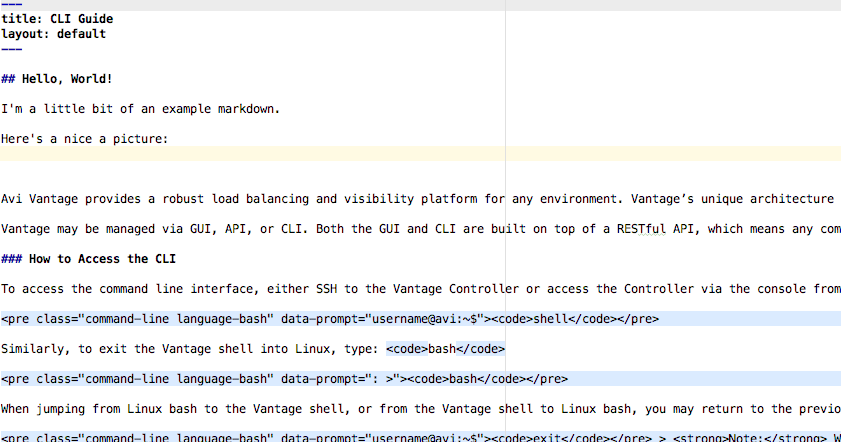 ---
title: CLI Guide
layout: default
---
## Hello, World!
I'm a little bit of an example markdown.
Here's a nice a picture:
Avi Vantage provides a robust load balancing and visibility platform for any environment. Vantage’s unique architecture
Vantage may be managed via GUI, API, or CLI. Both the GUI and CLI are built on top of a RESTful API, which means any com
### How to Access the CLI
To access the command line interface, either SSH to the Vantage Controller or access the Controller via the console from
<pre class="command-line language-bash" data-prompt="username@avi:~$"><code>shell</code></pre>
Similarly, to exit the Vantage shell into Linux, type: <code>bash</code>
<pre class="command-line language-bash" data-prompt=": >"><code>bash</code></pre>
When jumping from Linux bash to the Vantage shell, or from the Vantage shell to Linux bash, you may return to the previo
<pre class="command-line language-bash" data-prompt="username@avi:~$"><code>exit</code></pre> > <strong>Note:</strong> W